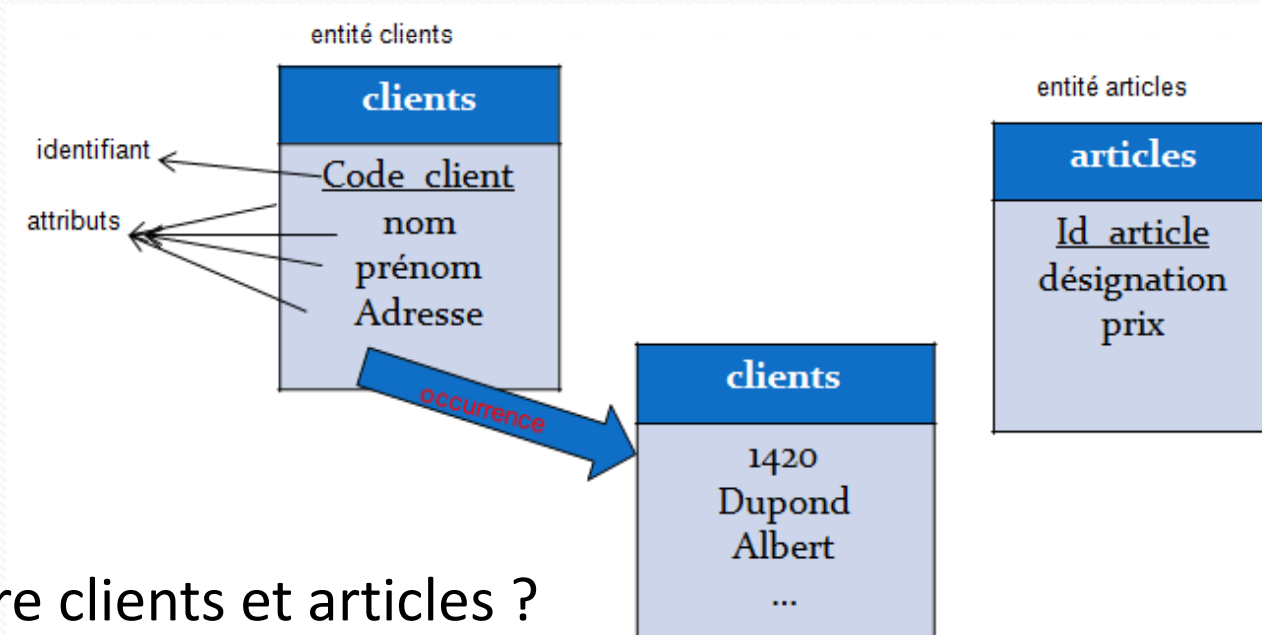 entité clients
clients
identifiant
Code_client
attributs
nom
prénom
Adresse
occurrence
entité articles
articles
Id_article
désignation
prix
clients
1420
Dupond
Albert
...
re clients et articles ?